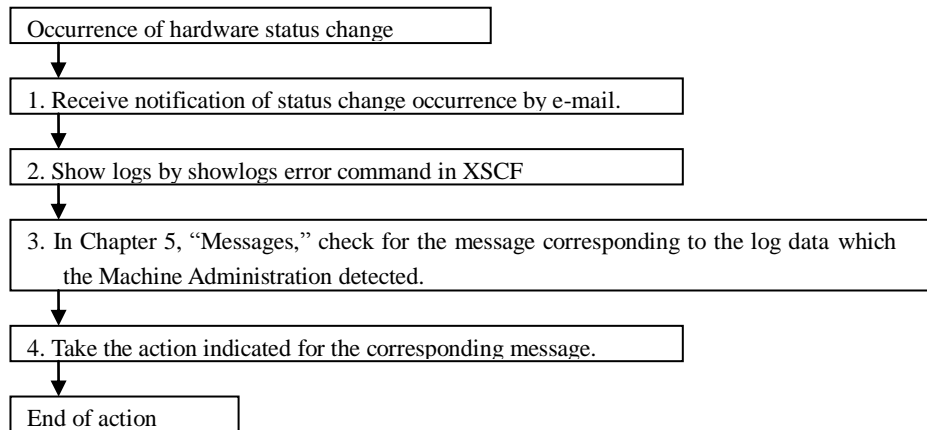 Occurrence of hardware status change
1. Receive notification of status change occurrence by e-mail.
2. Show logs by showlogs error command in XSCF
3. In Chapter 5, “Messages,” check for the message corresponding to the log data which
the Machine Administration detected.
4. Take the action indicated for the corresponding message.
End of action